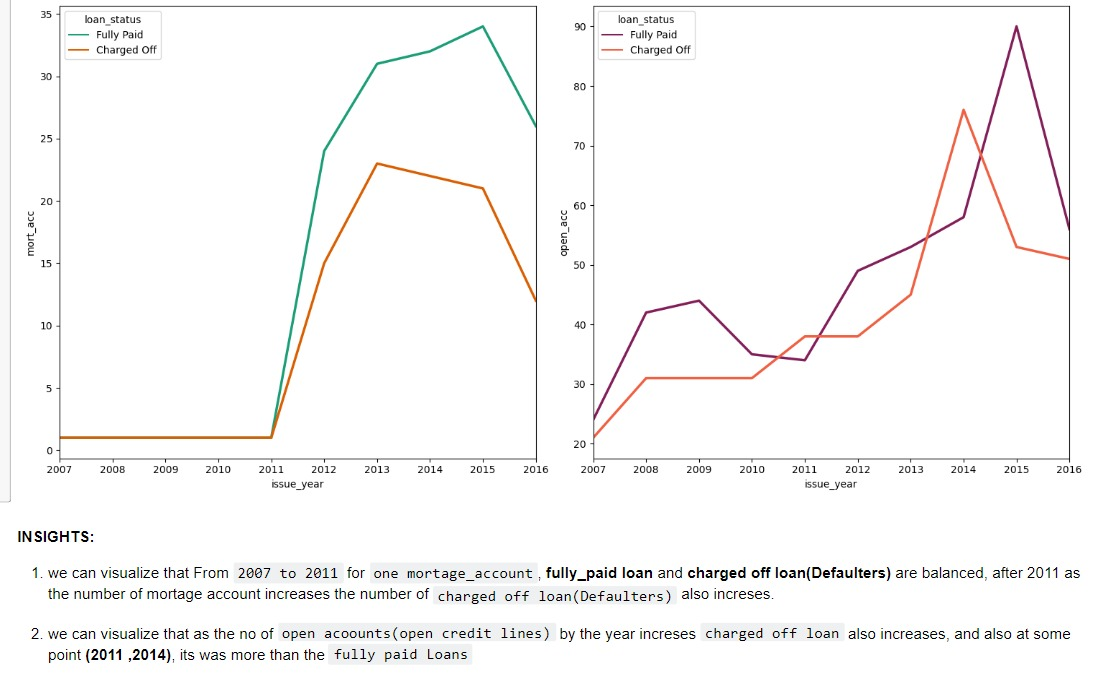 loan_status
Fully Paid
Charged Off
35
30
25
20
15
10
5
0
mort_acc
2007 2008 2009 2010 2011 2012 2013 2014 2015 2016
issue_year
loan_status
Fully Paid
Charged Off
90
80
70
60
50
40
30
20
open_acc
2007 2008 2009 2010 2011 2012 2013 2014 2015 2016
issue_year
INSIGHTS:
1. we can visualize that From 2007 to 2011 for one mortage_account , fully_paid loan and charged off loan(Defaulters) are balanced, after 2011 as
the number of mortage account increases the number of charged off loan(Defaulters) also increses.
2. we can visualize that as the no of open acoounts(open credit lines) by the year increses charged off loan also increases, and also at some
point (2011 ,2014), its was more than the fully paid Loans